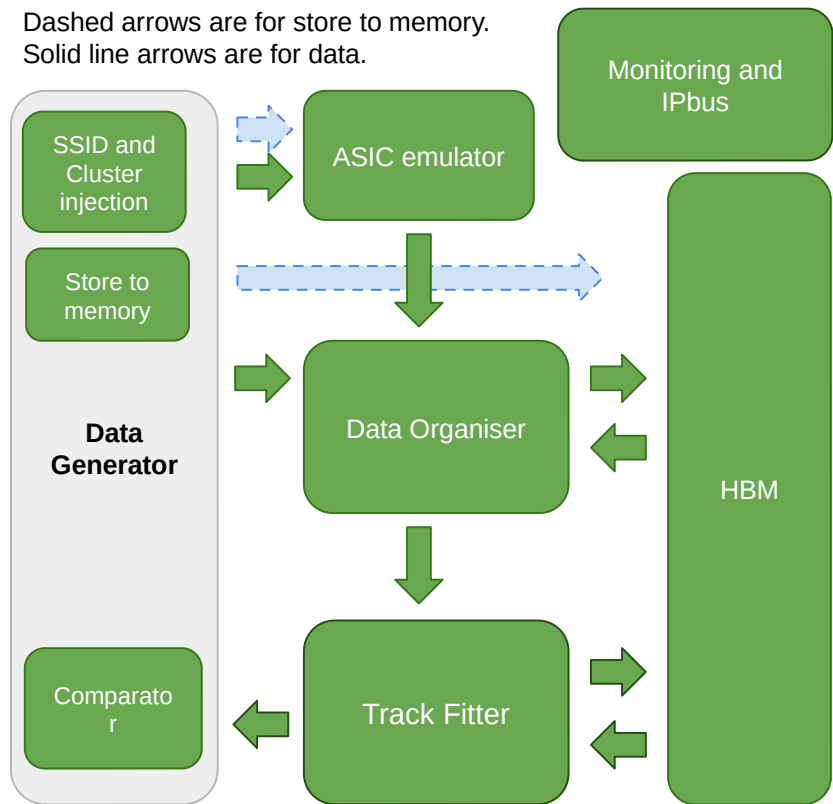 Dashed arrows are for store to memory.
Solid line arrows are for data.
Monitoring and
IPbus
SSID and
Cluster
injection
ASIC emulator
Store to
memory
Data Organiser
Data
Generator
HBM
Comparato
r
Track Fitter